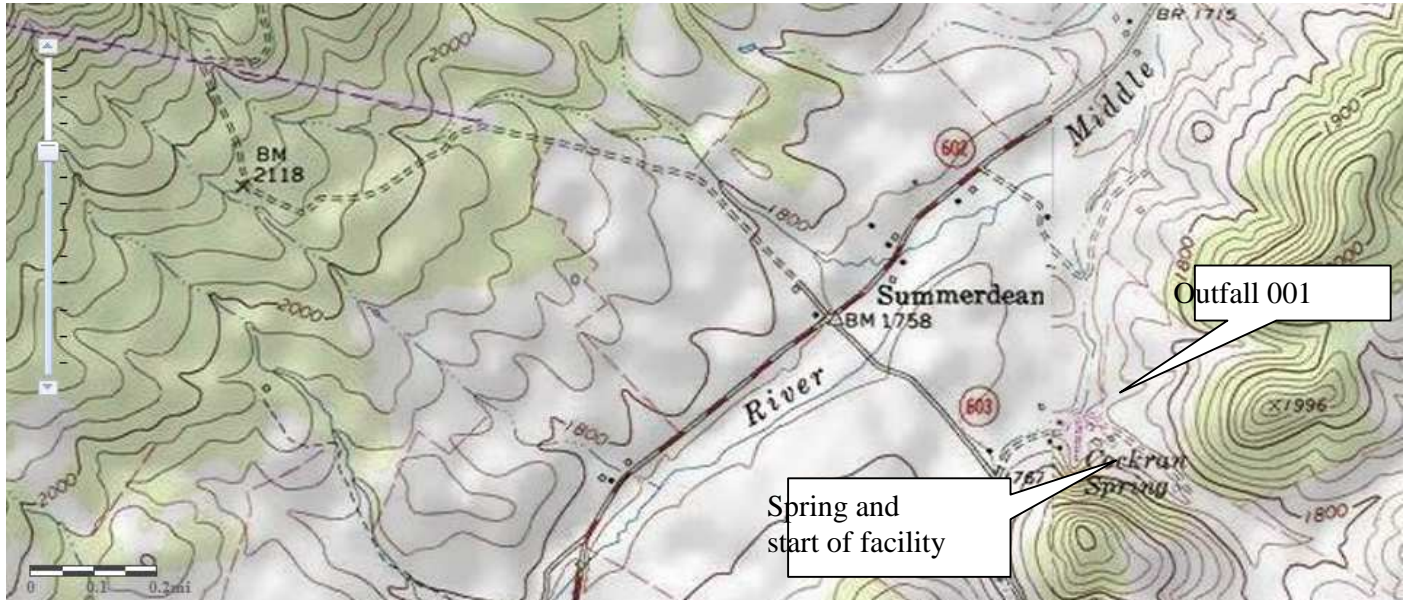 BR 1715
2000
Middle
1900
602
BM
2118
1800
1800
Outfall 001
Summerdean
2000
BM 1758
River
603
X1996
1800
Cockran
Spring
767
2000
Spring and
start of facility
1800
0 0.1 0.2mi